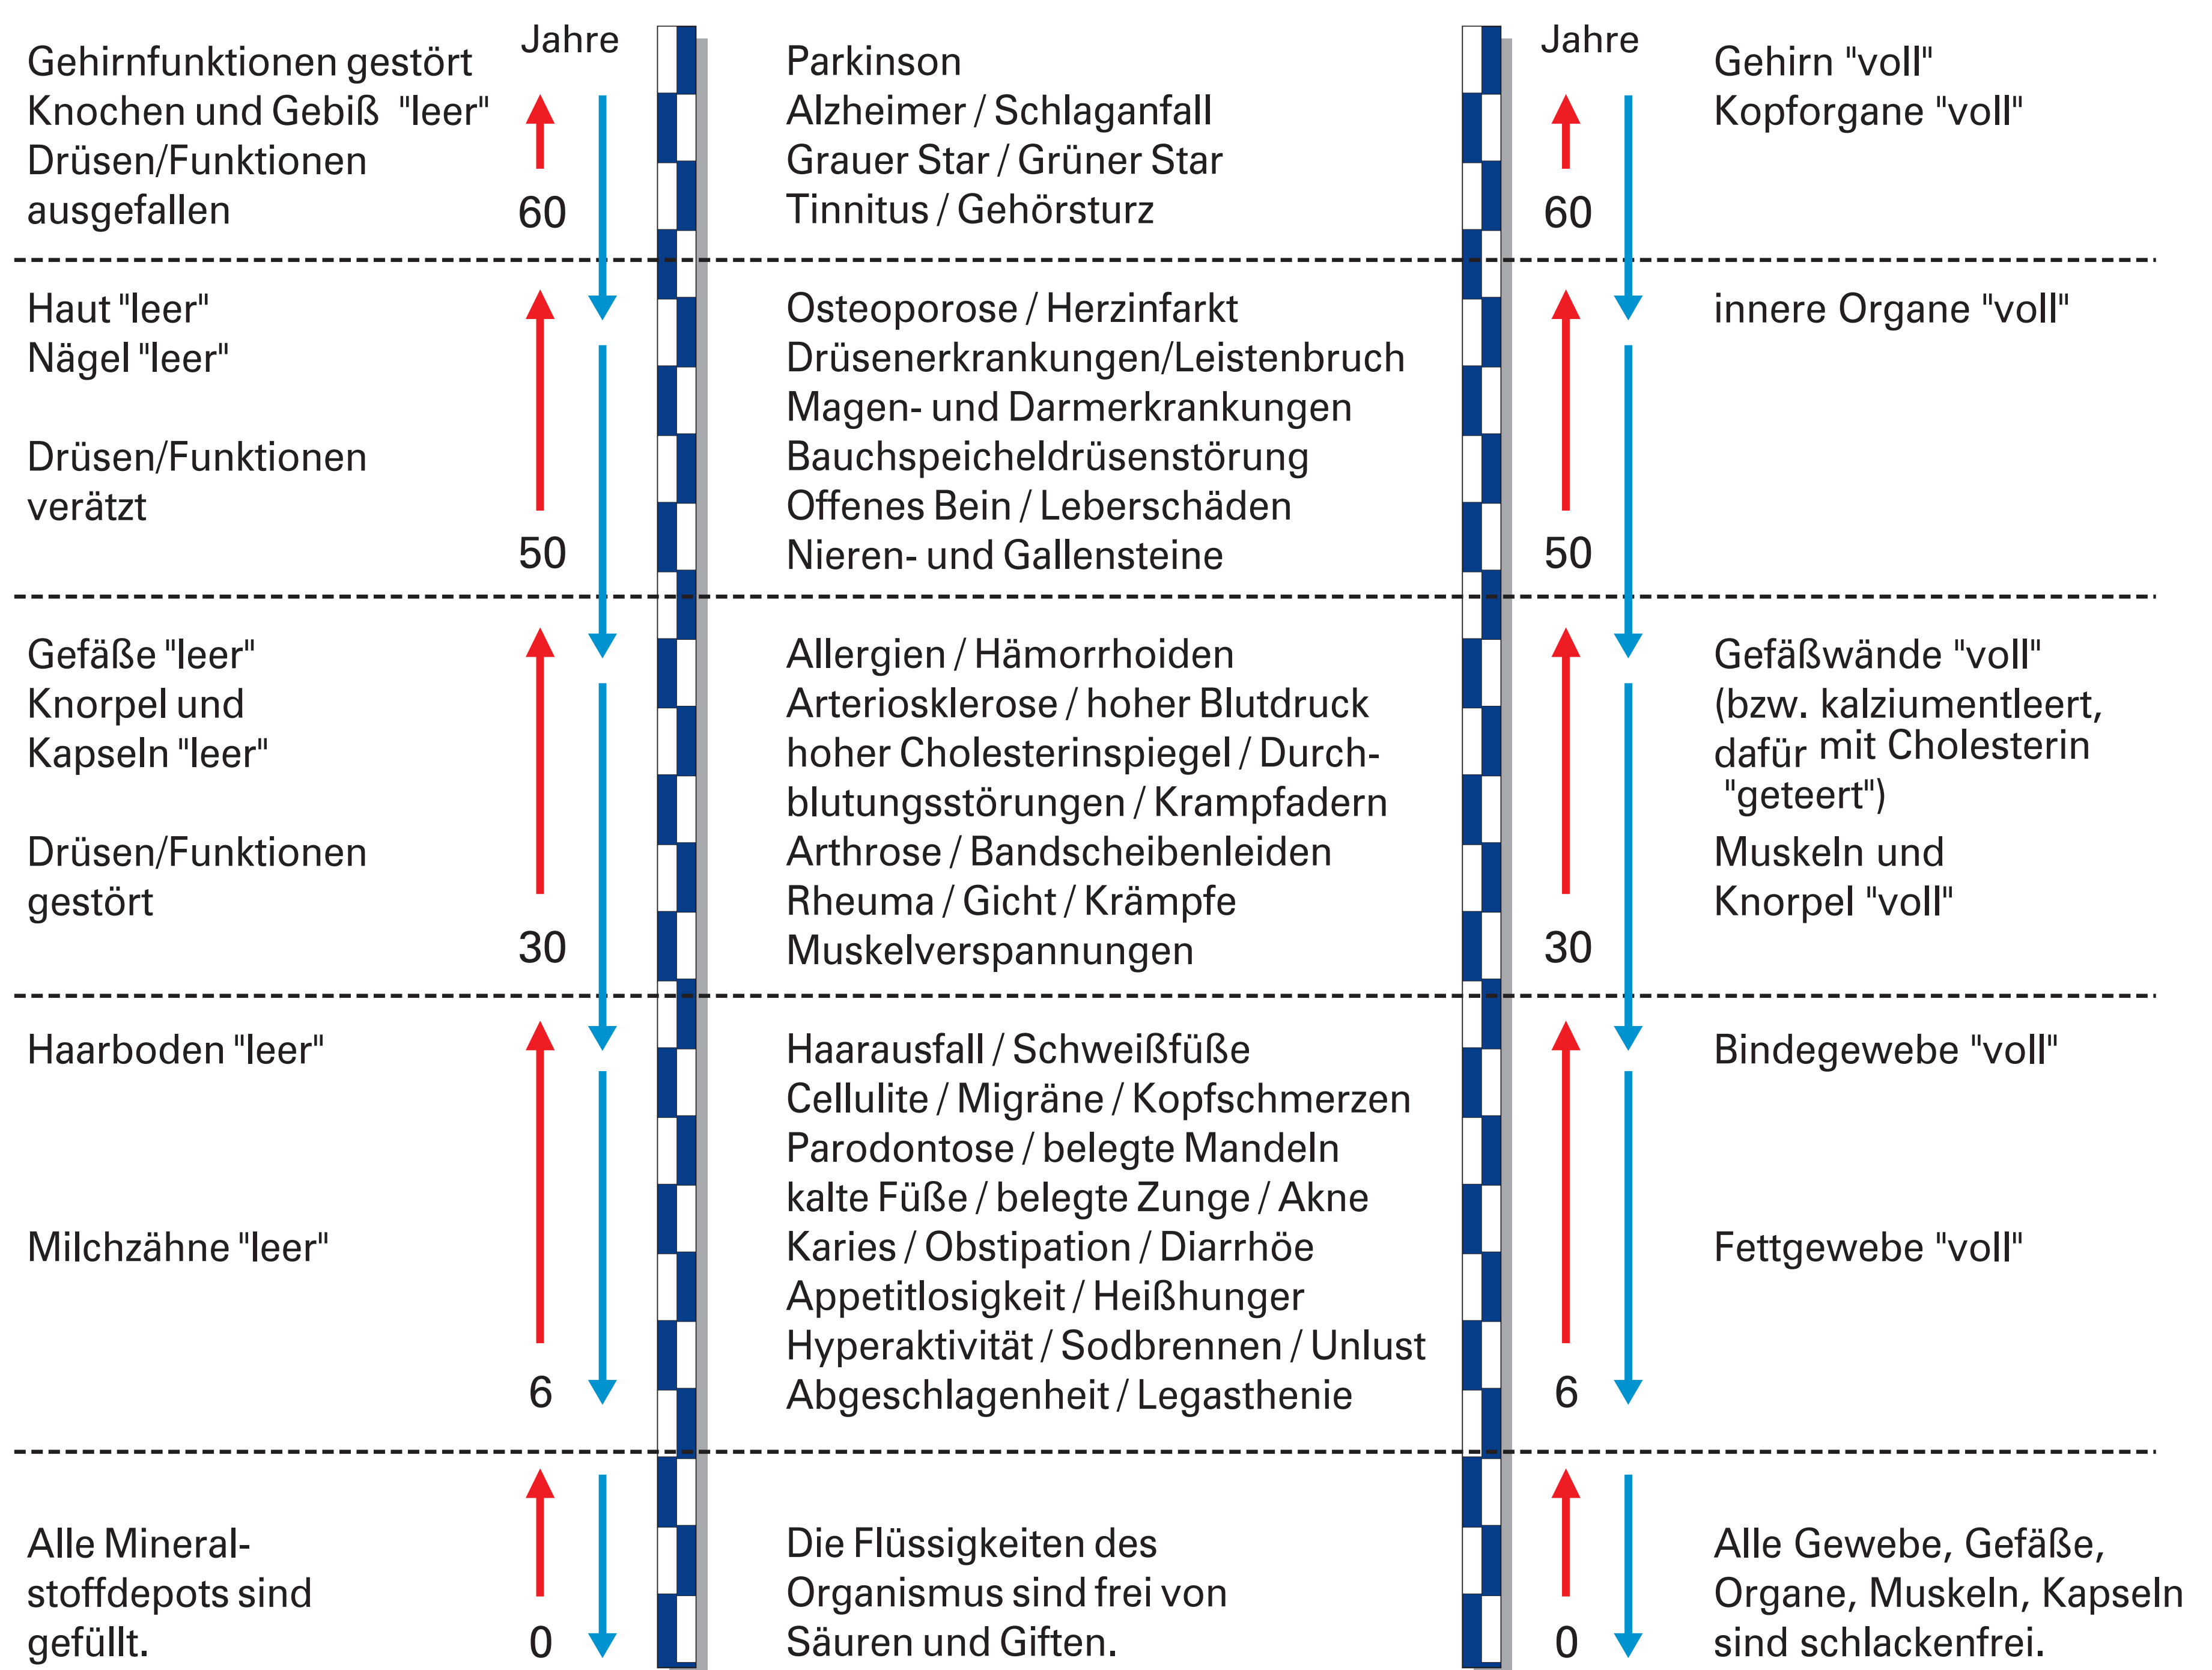 Jahre
Jahre
Gehirnfunktionen gestört
Knochen und Gebiß "leer"
Drüsen/Funktionen
ausgefallen
60
Parkinson
Alzheimer / Schlaganfall
Grauer Star / Grüner Star
Tinnitus / Gehörsturz
60
Gehirn "voll"
Kopforgane "voll"
Haut "leer"
Nägel "leer"
Drüsen/Funktionen
verätzt
50
Osteoporose / Herzinfarkt
Drüsenerkrankungen/Leistenbruch
Magen- und Darmerkrankungen
Bauchspeicheldrüsenstörung
Offenes Bein / Leberschäden
Nieren- und Gallensteine
50
innere Organe "voll"
Gefäße "leer"
Knorpel und
Kapseln "leer"
Drüsen/Funktionen
gestört
30
Allergien / Hämorrhoiden
Arteriosklerose / hoher Blutdruck
hoher Cholesterinspiegel / Durch-
blutungsstörungen / Krampfadern
Arthrose / Bandscheibenleiden
Rheuma / Gicht / Krämpfe
Muskelverspannungen
30
Gefäßwände "voll"
(bzw. kalziumentleert,
dafür mit Cholesterin
"geteert")
Muskeln und
Knorpel "voll"
Haarboden "leer"
Milchzähne "leer"
6
Haarausfall / Schweißfüße
Cellulite / Migräne / Kopfschmerzen
Parodontose / belegte Mandeln
kalte Füße / belegte Zunge / Akne
Karies / Obstipation / Diarrhöe
Appetitlosigkeit / Heißhunger
Hyperaktivität / Sodbrennen / Unlust
Abgeschlagenheit / Legasthenie
6
Bindegewebe "voll"
Fettgewebe "voll"
Alle Mineral-
stoffdepots sind
gefüllt.
0
Die Flüssigkeiten des
Organismus sind frei von
Säuren und Giften.
0
Alle Gewebe, Gefäße,
Organe, Muskeln, Kapseln
sind schlackenfrei.